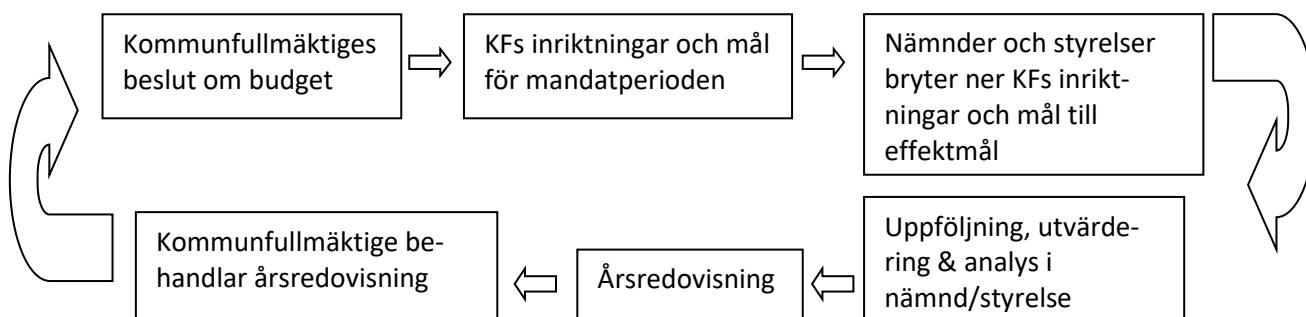 Kommunfullmäktiges
beslut om budget
KFs inriktningar och mål
för mandatperioden
Nämnder och styrelser
bryter ner KFs inrikt-
ningar och mål till
effektmål
Uppföljning, utvärde-
ring & analys i
nämnd/styrelse
Årsredovisning
Kommunfullmäktige be-
handlar årsredovisning